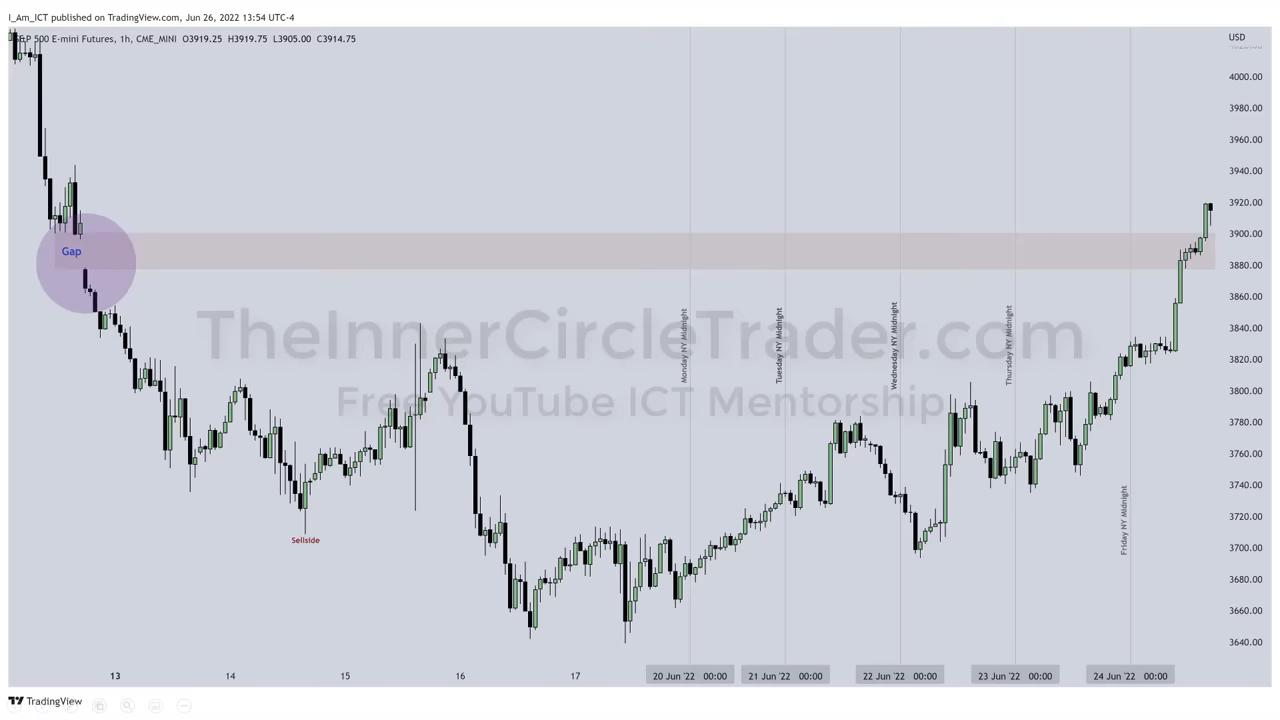 I_Am_ICT published on TradingView.com, Jun 26, 2022 13:54 UTC-4
S&P 500 E-mini Futures, 1h, CME_MINI O3919.25 H3919.75 L3905.00 C3914.75
USD
4000.00
3980.00
3960.00
3940.00
3920.00
3900.00
Gap
3880.00
3860.00
Monday NY Midnight
Tuesday NY Midnight
Wednesday NY Midnight
Thursday NY Midnight
TheInnerCircleTrader.com
3840.00
3820.00
3800.00
Free YouTube ICT Mentorship
3780.00
3760.00
3740.00
Friday NY Midnight
3720.00
Sellside
3700.00
3680.00
3660.00
3640.00
13 14 15 16 17 20 Jun '22 00:00 21 Jun '22 00:00 22 Jun '22 00:00 23 Jun '22 00:00 24 Jun '22 00:00
TradingView